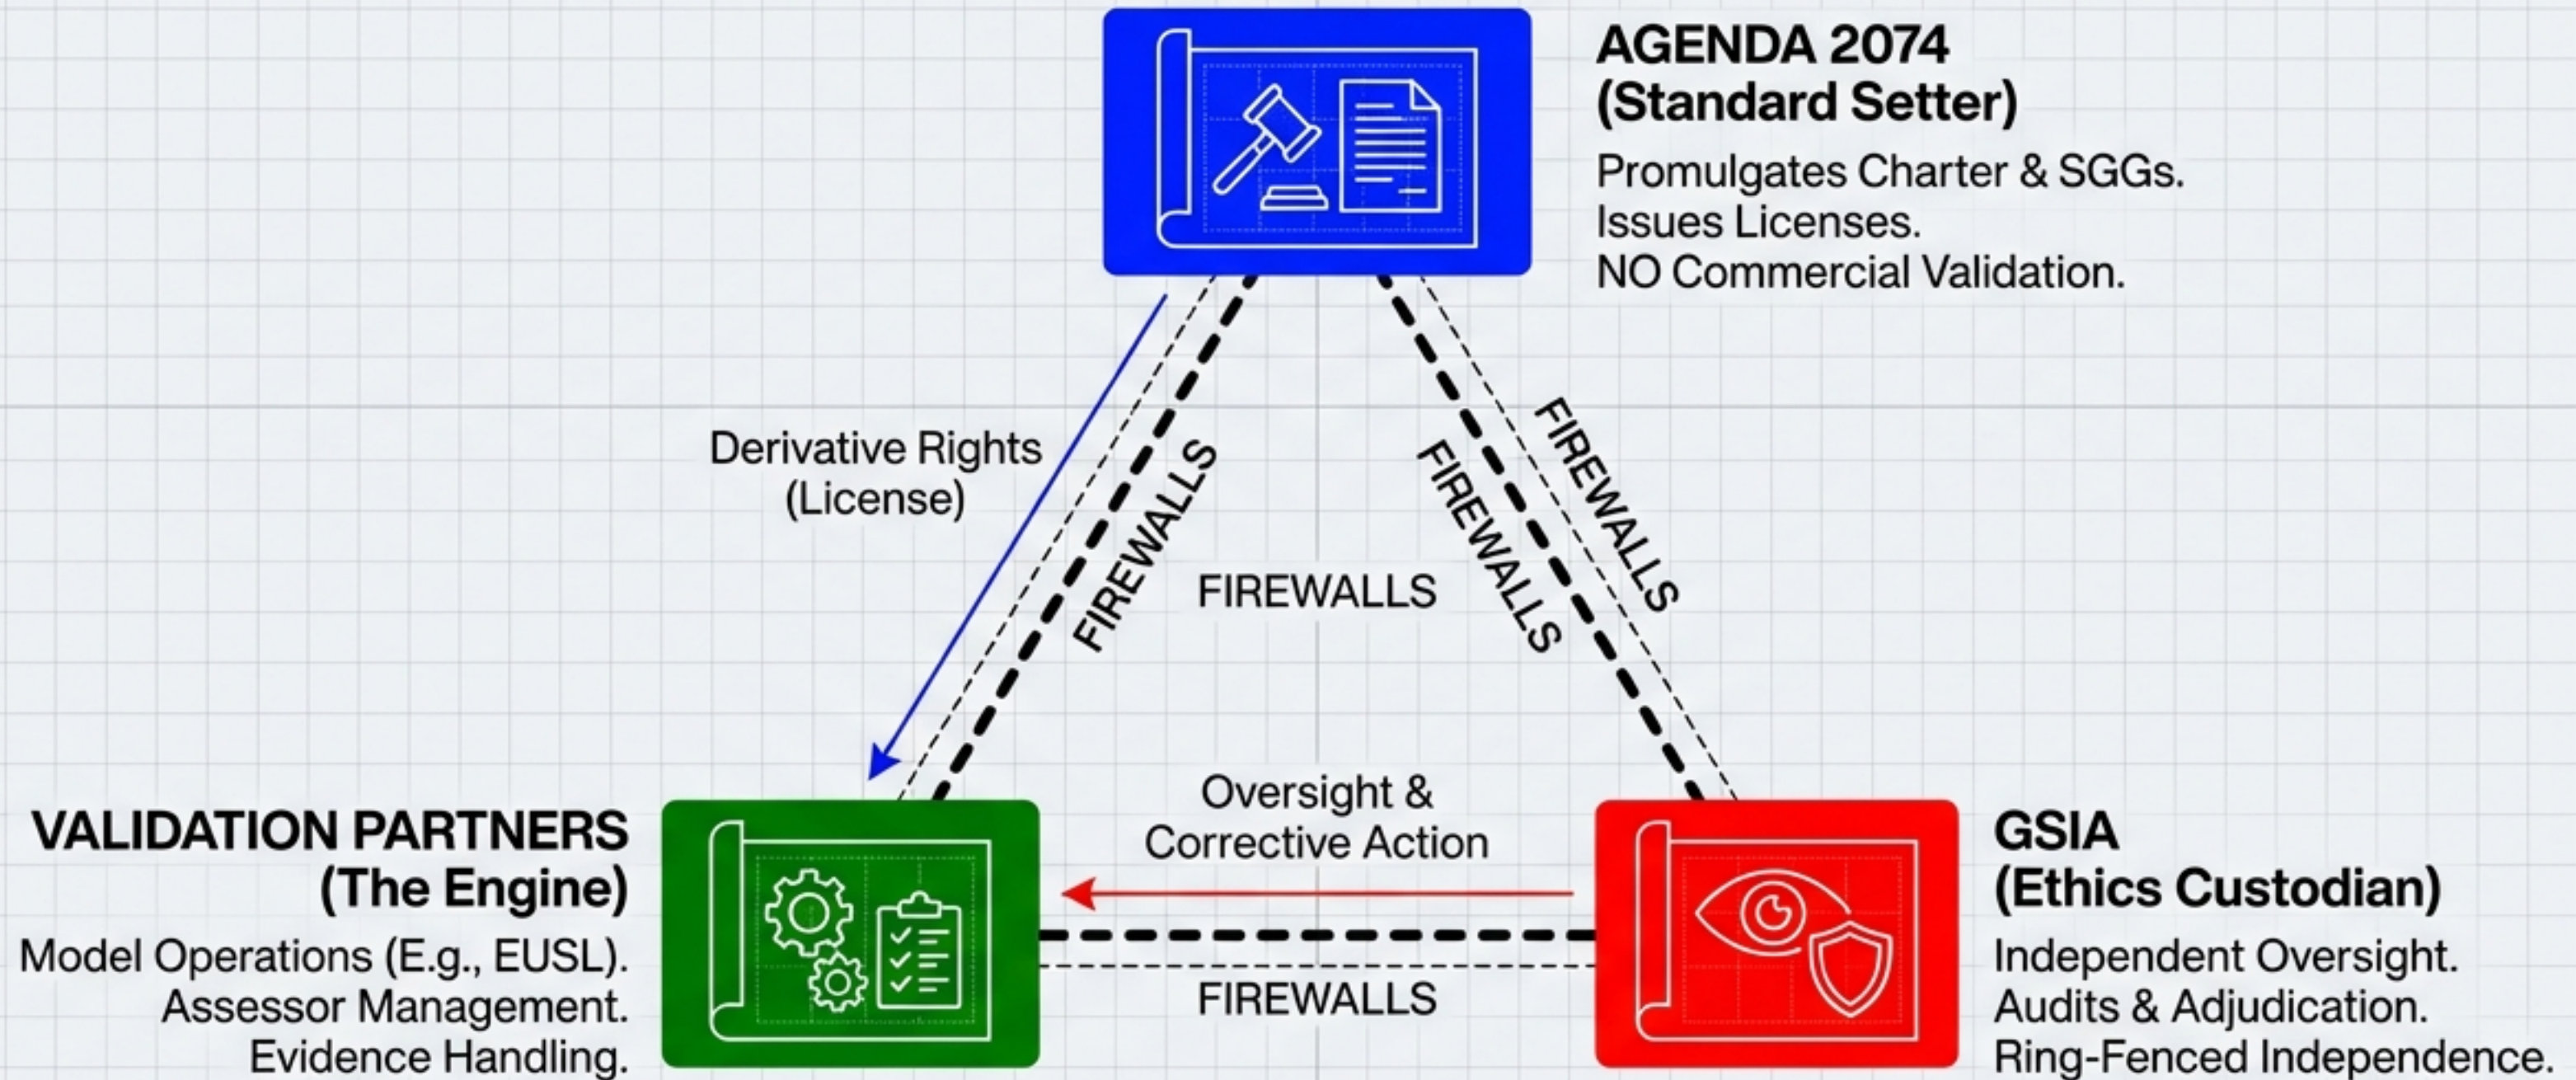 AGENDA 2074
(Standard Setter)
Promulgates Charter & SGGs.
Issues Licenses.
NO Commercial Validation.
Derivative Rights
(License)
FIREWALLS
FIREWALLS
FIREWALLS
FIREWALLS
Oversight &
Corrective Action
FIREWALLS
VALIDATION PARTNERS
(The Engine)
Model Operations (E.g., EUSL).
Assessor Management.
Evidence Handling.
GSIA
(Ethics Custodian)
Independent Oversight.
Audits & Adjudication.
Ring-Fenced Independence.